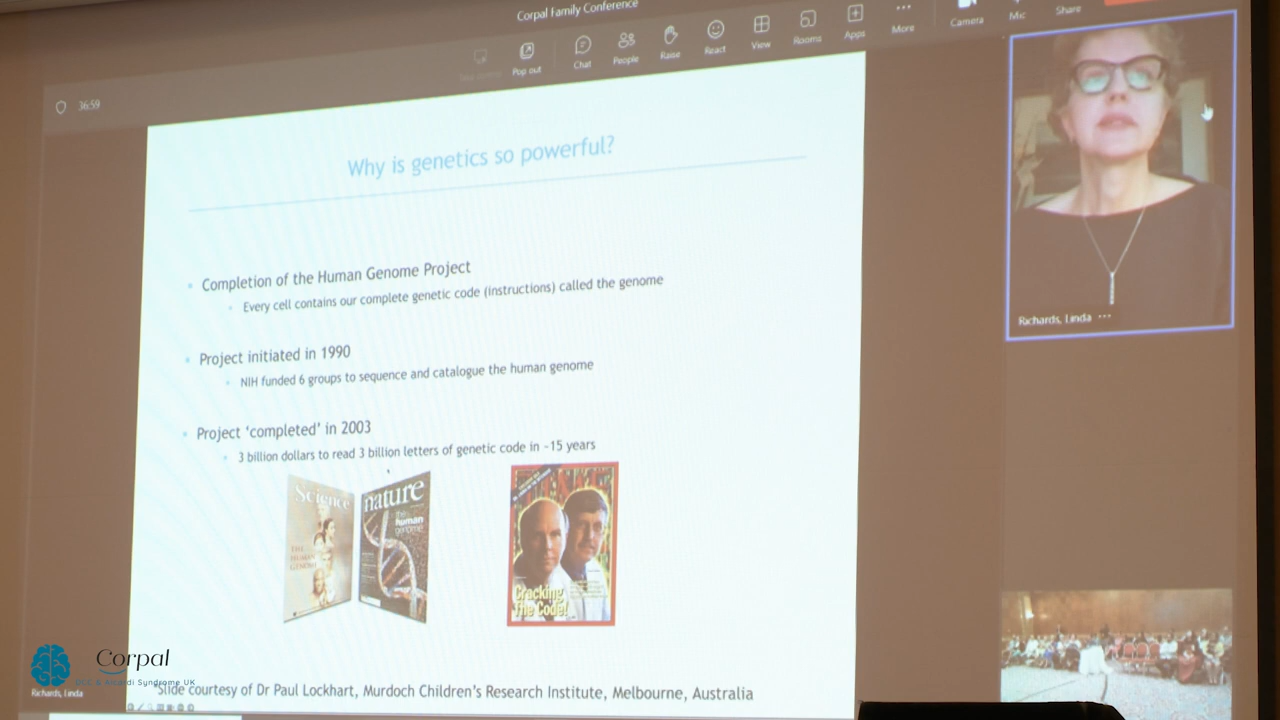 Corpal Family Conference
Pop out
Chat
People
Raise
React
View
Rooms
Apps
More
Camera
Mic
Share
36:59
Why is genetics so powerful?
Completion of the Human Genome Project
Every cell contains our complete genetic code (instructions) called the genome
Project initiated in 1990
NIH funded 6 groups to sequence and catalogue the human genome
Project ‘completed’ in 2003
3 billion dollars to read 3 billion letters of genetic code in ~15 years
Science
THE HUMAN GENOME
nature
the human genome
Cracking The Code!
Richards, Linda
Corpal
Aicardi Syndrome UK
Richards, Linda
*Slide courtesy of Dr Paul Lockhart, Murdoch Children’s Research Institute, Melbourne, Australia